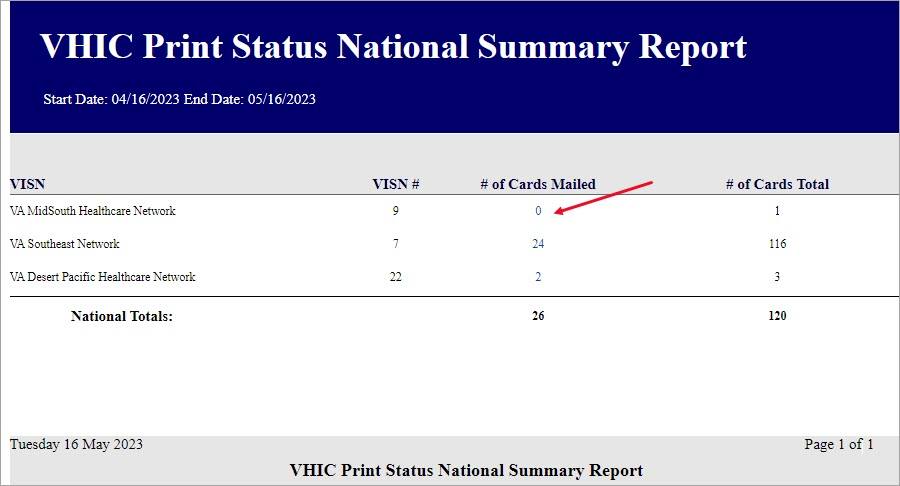 VHIC Print Status National Summary Report
Start Date: 04/16/2023 End Date: 05/16/2023
VISN VISN # # of Cards Mailed # of Cards Total
VA MidSouth Healthcare Network 9 0 1
VA Southeast Network 7 24 116
VA Desert Pacific Healthcare Network 22 2 3
National Totals: 26 120
Tuesday 16 May 2023 Page 1 of 1
VHIC Print Status National Summary Report